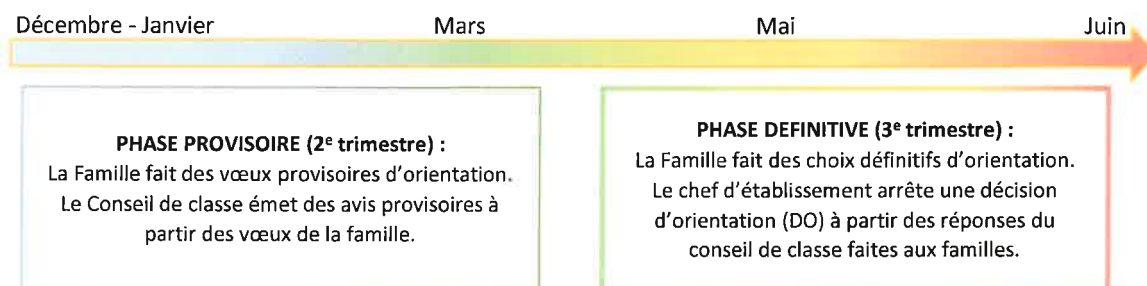 Décembre - Janvier Mars Mai Juin
PHASE PROVISOIRE (2e trimestre) :
La Famille fait des vœux provisoires d'orientation.
Le Conseil de classe émet des avis provisoires à
partir des vœux de la famille.
PHASE DEFINITIVE (3e trimestre) :
La Famille fait des choix définitifs d'orientation.
Le chef d'établissement arrête une décision
d'orientation (DO) à partir des réponses du
conseil de classe faites aux familles.